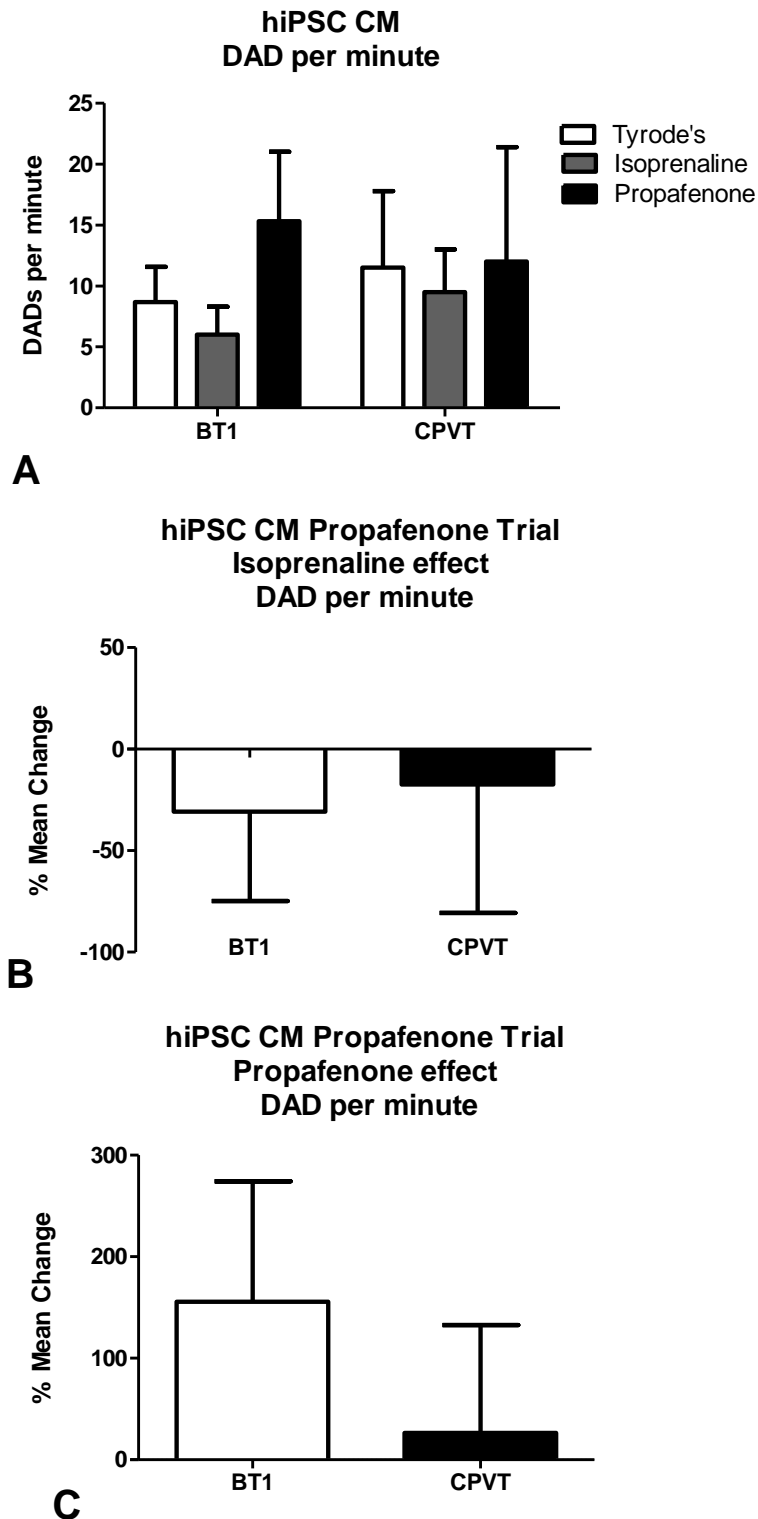 hiPSC CM
DAD per minute
25
20
15
10
5
0
DADs per minute
BT1
CPVT
Tyrode's
Isoprenaline
Propafenone
A
hiPSC CM Propafenone Trial
Isoprenaline effect
DAD per minute
50
0
-50
-100
% Mean Change
BT1
CPVT
B
hiPSC CM Propafenone Trial
Propafenone effect
DAD per minute
300
200
100
0
% Mean Change
BT1
CPVT
C